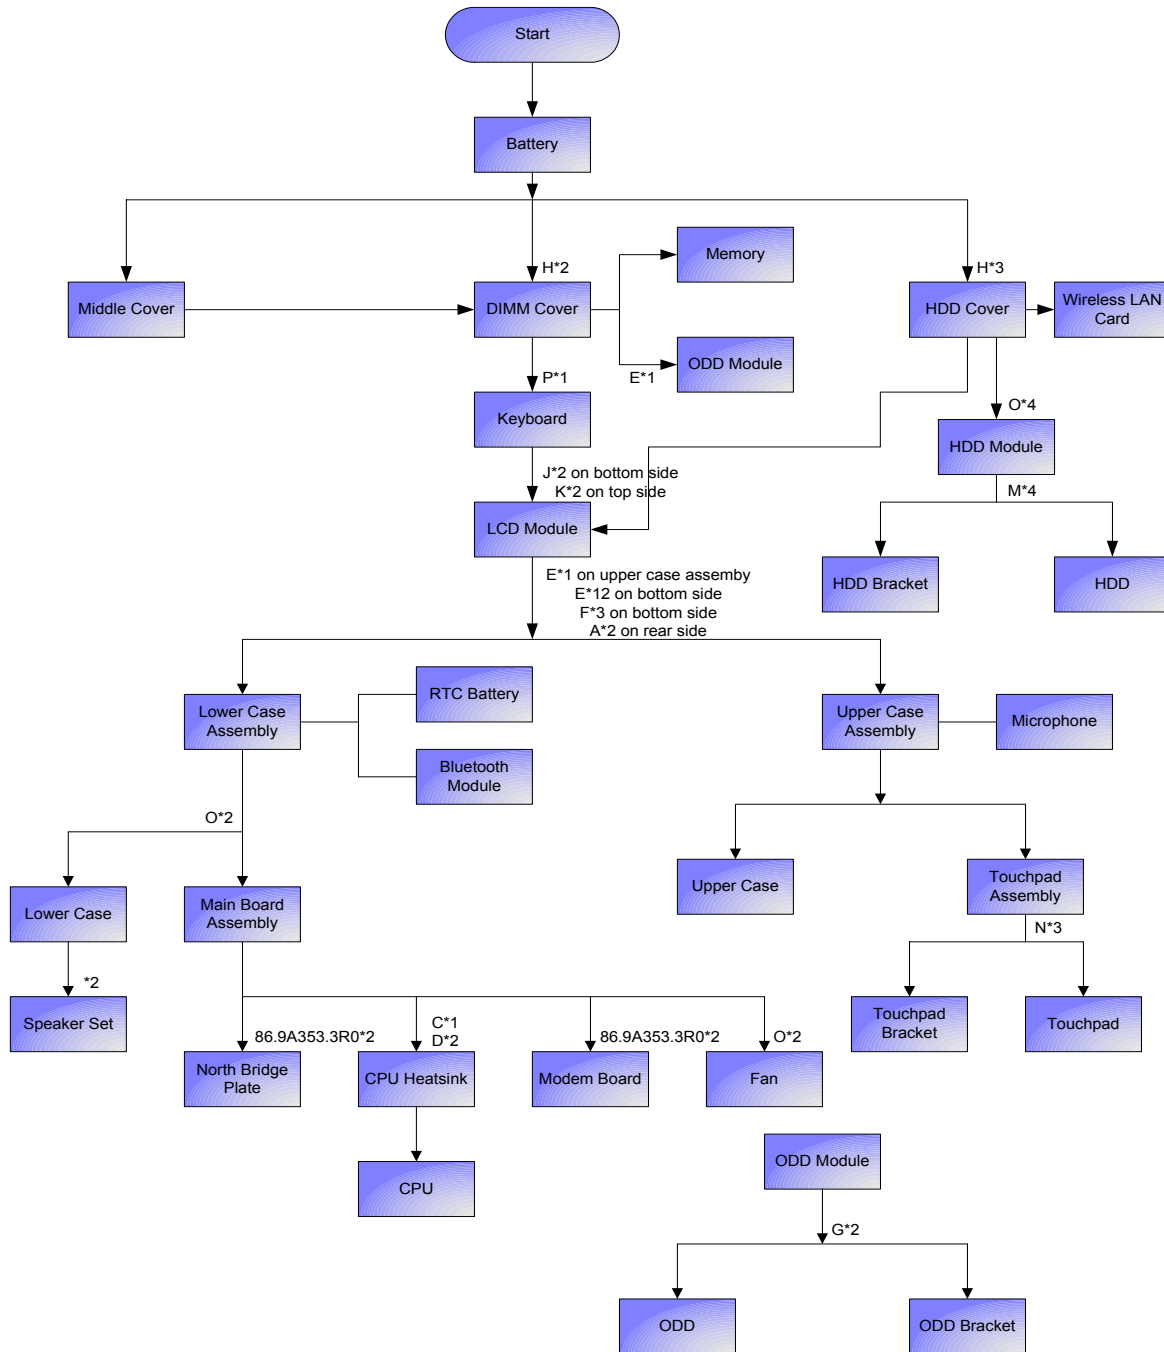 Start
Battery
Memory
H*2
H*3
Middle Cover
DIMM Cover
HDD Cover
Wireless LAN
Card
ODD Module
P*1
E*1
O*4
Keyboard
HDD Module
J*2 on bottom side
K*2 on top side
M*4
LCD Module
HDD Bracket
HDD
E*1 on upper case assemby
E*12 on bottom side
F*3 on bottom side
A*2 on rear side
RTC Battery
Lower Case
Assembly
Upper Case
Assembly
Microphone
Bluetooth
Module
O*2
Upper Case
Touchpad
Assembly
Lower Case
Main Board
Assembly
N*3
*2
Speaker Set
Touchpad
Bracket
Touchpad
86.9A353.3R0*2
C*1
D*2
86.9A353.3R0*2
O*2
North Bridge
Plate
CPU Heatsink
Modem Board
Fan
ODD Module
CPU
G*2
ODD
ODD Bracket